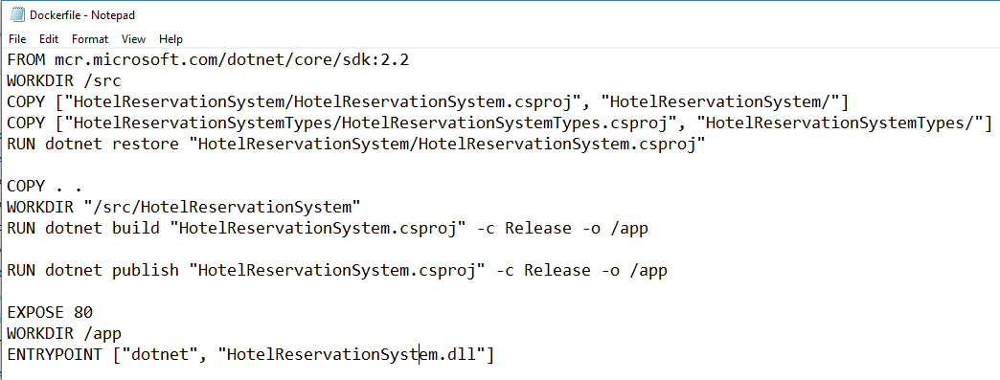 Dockerfile - Notepad
File Edit Format View Help
FROM mcr.microsoft.com/dotnet/core/sdk:2.2
WORKDIR /src
COPY ["HotelReservationSystem/HotelReservationSystem.csproj", "HotelReservationSystem/"]
COPY ["HotelReservationSystemTypes/HotelReservationSystemTypes.csproj", "HotelReservationSystemTypes/"]
RUN dotnet restore "HotelReservationSystem/HotelReservationSystem.csproj"
COPY . .
WORKDIR "/src/HotelReservationSystem"
RUN dotnet build "HotelReservationSystem.csproj" -c Release -o /app
RUN dotnet publish "HotelReservationSystem.csproj" -c Release -o /app
EXPOSE 80
WORKDIR /app
ENTRYPOINT ["dotnet", "HotelReservationSystem.dll"]